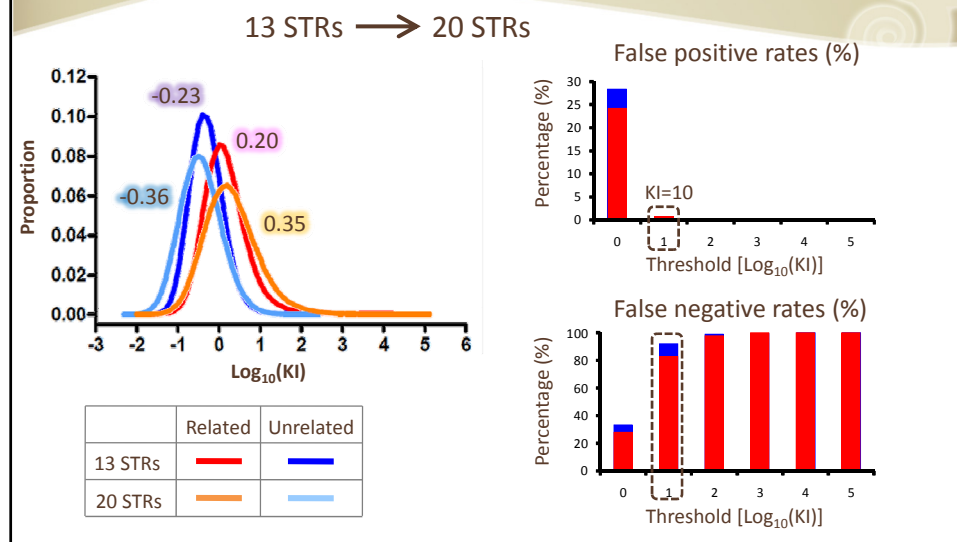 13 STRs → 20 STRs
0.12
0.10
0.08
0.06
0.04
0.02
0.00
Proportion
-0.23
0.20
-0.36
0.35
-3 -2 -1 0 1 2 3 4 5 6
Log10(KI)
Related Unrelated
13 STRs
20 STRs
False positive rates (%)
Percentage (%)
30
25
20
15
10
5
0
KI=10
0 1 2 3 4 5
Threshold [Log10(KI)]
False negative rates (%)
Percentage (%)
100
80
60
40
20
0
0 1 2 3 4 5
Threshold [Log10(KI)]